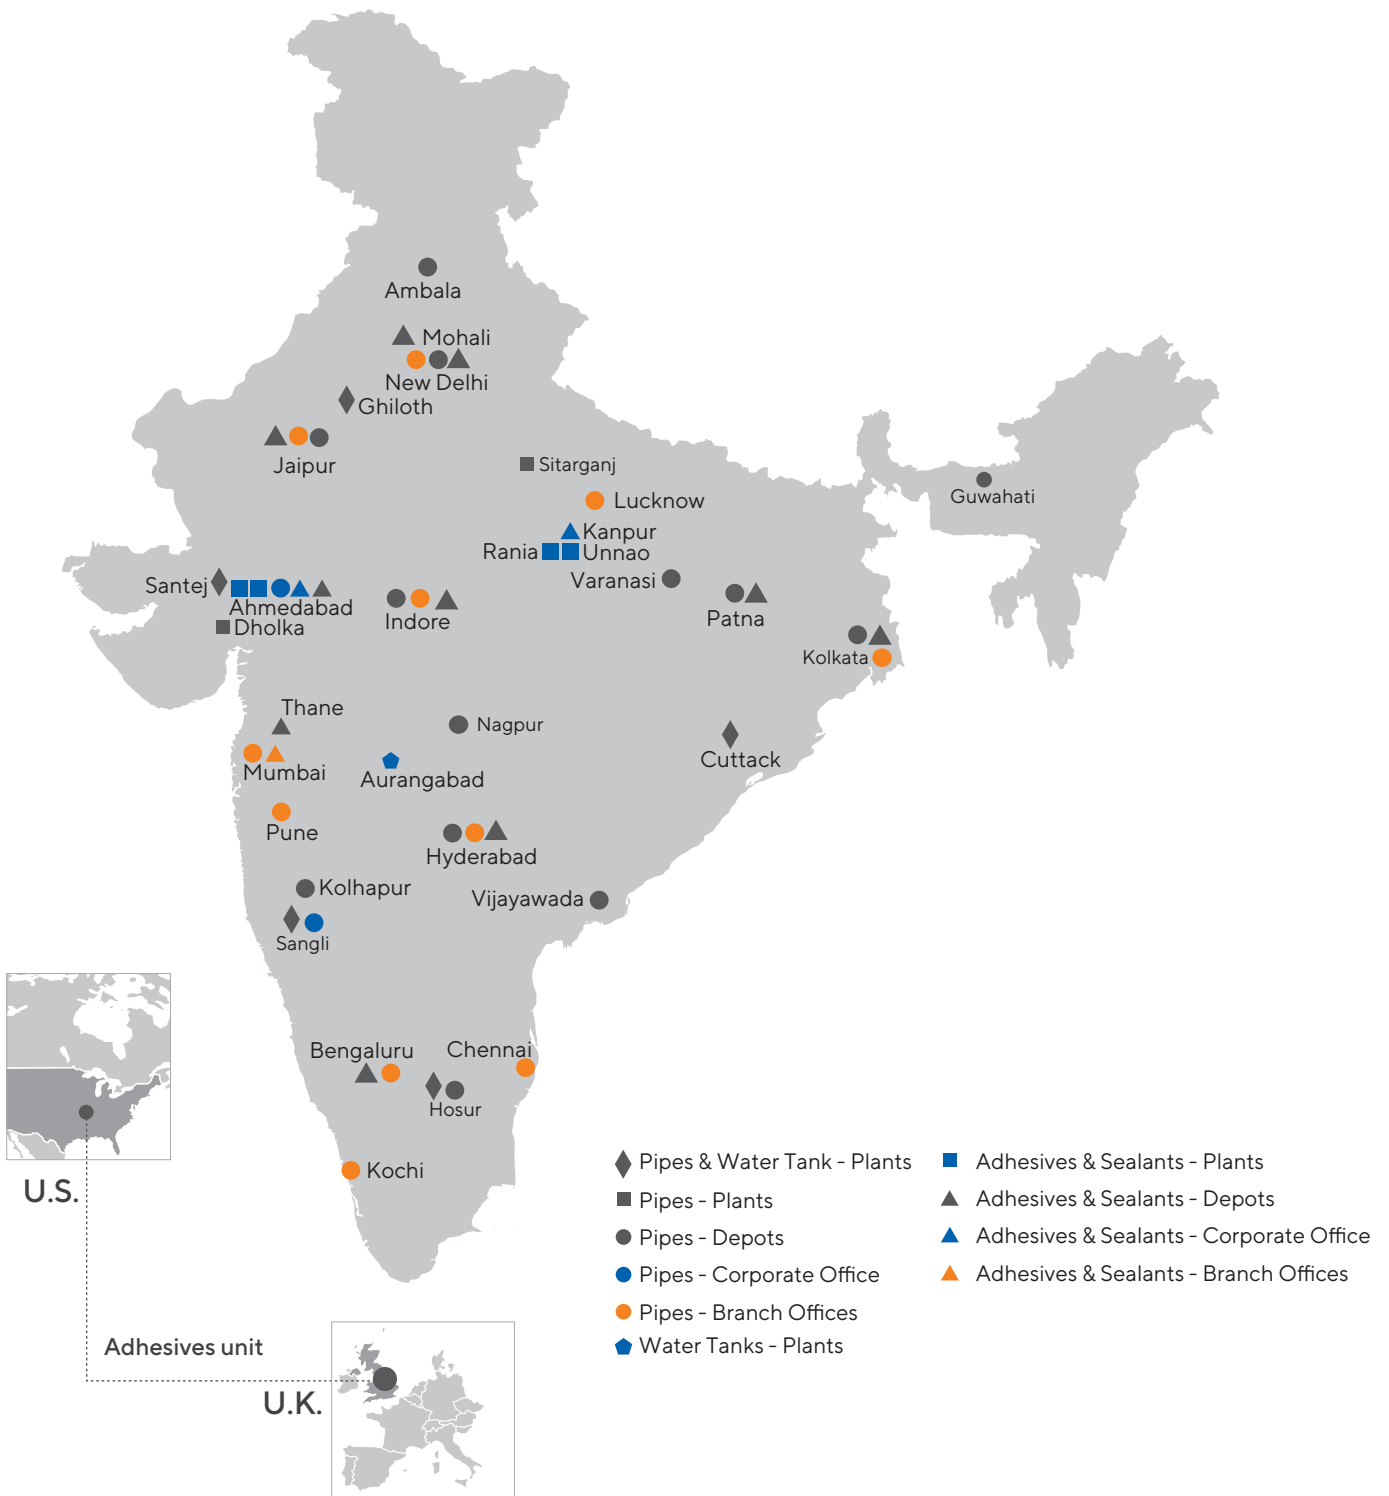 Ambala
Mohali
New Delhi
Ghiloth
Jaipur
Sitarganj
Guwahati
Lucknow
Kanpur
Rania
Unnao
Varanasi
Santej
Ahmedabad
Dholka
Indore
Patna
Kolkata
Thane
Nagpur
Cuttack
Mumbai
Aurangabad
Pune
Hyderabad
Kolhapur
Vijayawada
Sangli
Bengaluru
Chennai
Hosur
Kochi
U.S.
Adhesives unit
U.K.
Pipes & Water Tank - Plants
Pipes - Plants
Pipes - Depots
Pipes - Corporate Office
Pipes - Branch Offices
Water Tanks - Plants
Adhesives & Sealants - Plants
Adhesives & Sealants - Depots
Adhesives & Sealants - Corporate Office
Adhesives & Sealants - Branch Offices